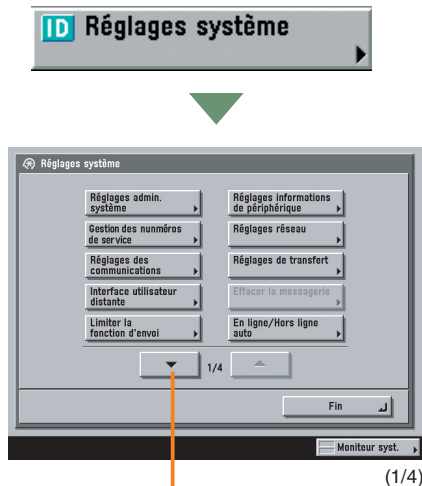 ID Réglages système
Réglages système
Réglages admin.
système
Réglages informations
de périphérique
Gestion des nunméros
de service
Réglages réseau
Réglages des
communications
Réglages de transfert
Interface utilisateur
distante
Effacer la messagerie
Limiter la
fonction d'envoi
En ligne/Hors ligne
auto
1/4
Fin
Moniteur syst.
(1/4)